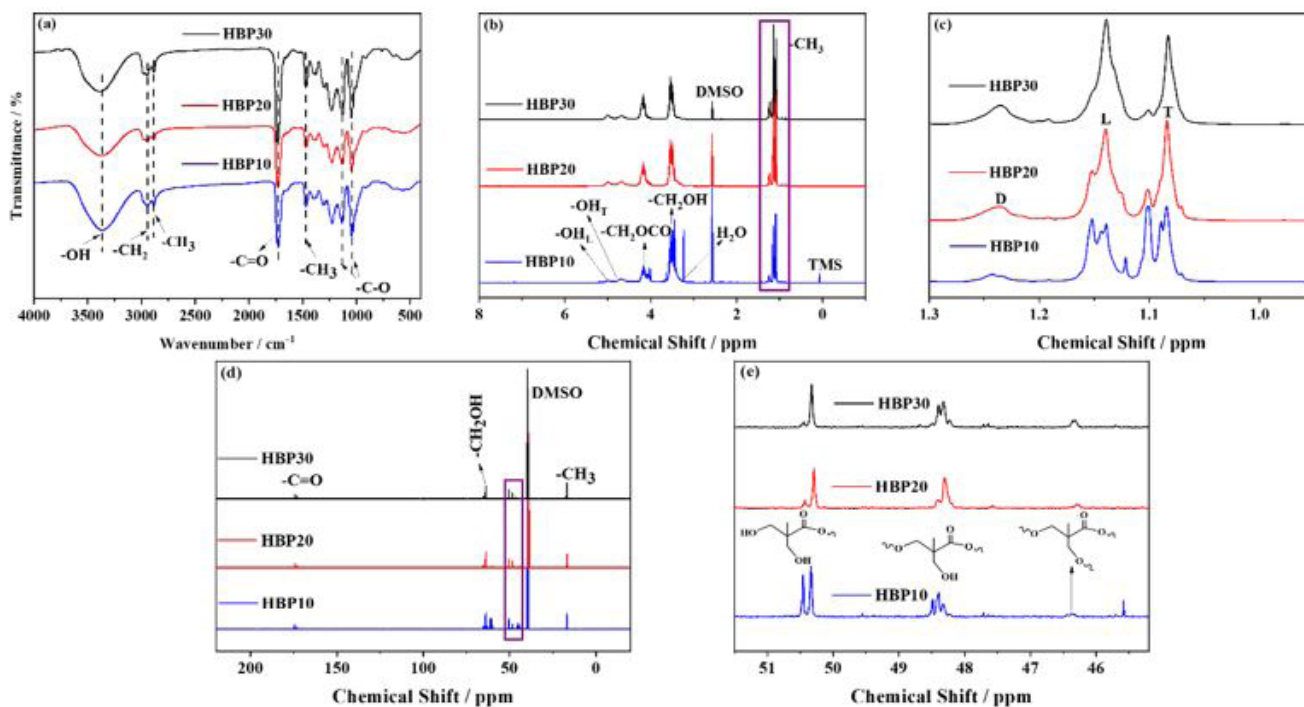 (a)
HBP30
HBP20
HBP10
-OH
-CH2
-CH3
-C=O
-CH3
-C-O
Transmittance / %
4000 3500 3000 2500 2000 1500 1000 500
Wavenumber / cm⁻¹
(b)
-CH3
DMSO
HBP30
HBP20
-CH2OH
-OHT
-CH2OCO
H2O
-OHL
HBP10
TMS
8 6 4 2 0
Chemical Shift / ppm
(c)
HBP30
L
T
HBP20
D
HBP10
1.3 1.2 1.1 1.0
Chemical Shift / ppm
(d)
DMSO
-CH2OH
HBP30
-C=O
-CH3
HBP20
HBP10
200 150 100 50 0
Chemical Shift / ppm
(e)
HBP30
HBP20
HO
O
O
OH
O
O
O
OH
O
O
O
O
HBP10
51 50 49 48 47 46
Chemical Shift / ppm